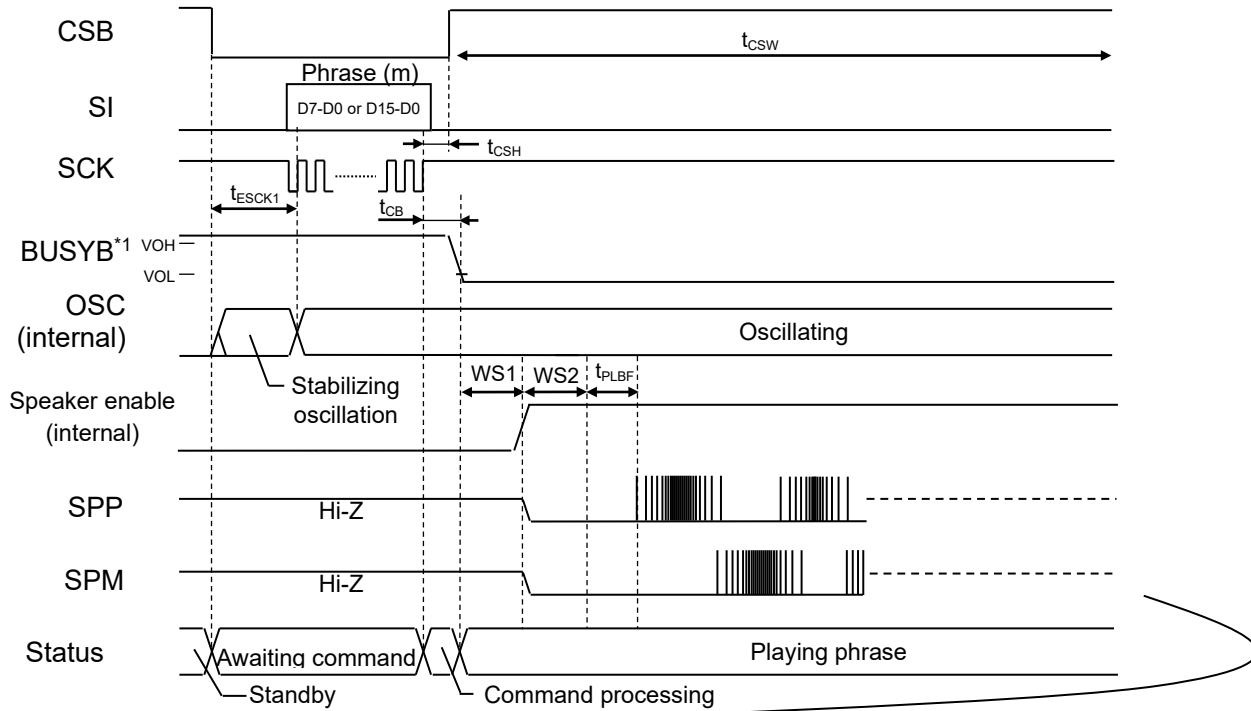 CSB
tCSW
Phrase (m)
SI
D7-D0 or D15-D0
tCSH
SCK
tESCK1
tCB
BUSYB*1
VOH
VOL
OSC
(internal)
Oscillating
Stabilizing
oscillation
WS1
WS2
tPLBF
Speaker enable
(internal)
SPP
Hi-Z
SPM
Hi-Z
Status
Awaiting command
Playing phrase
Standby
Command processing